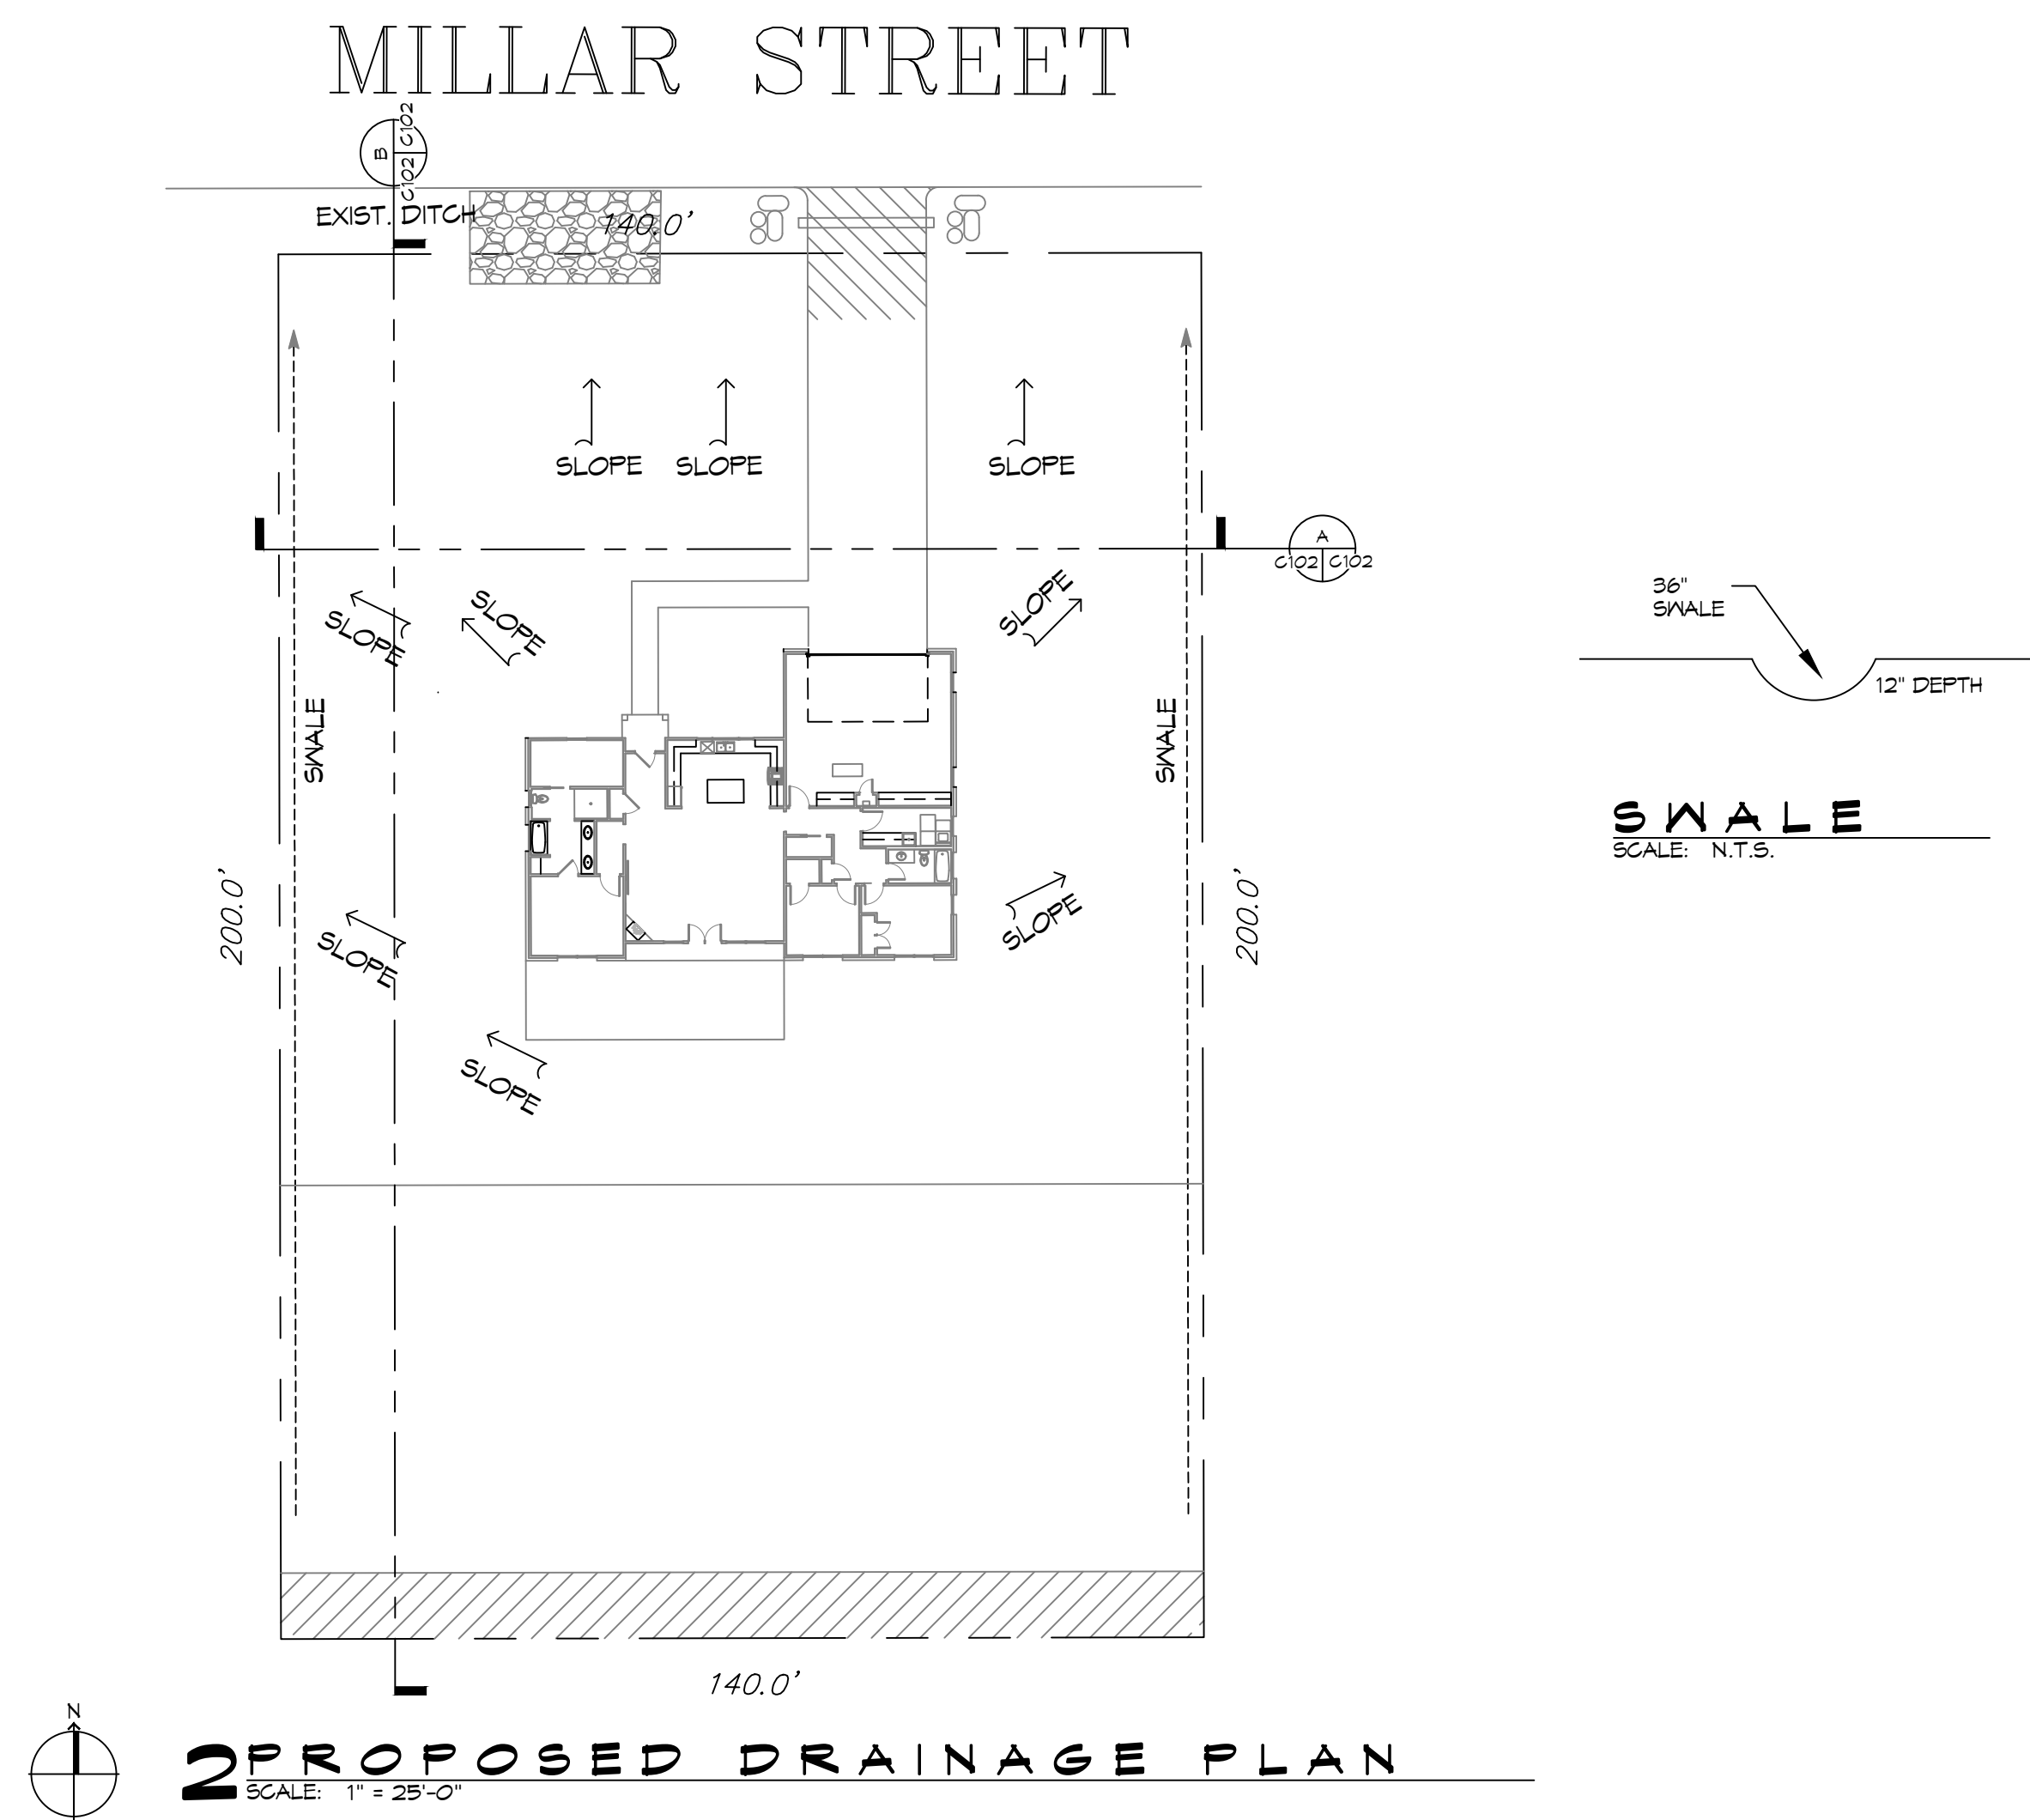 MILLAR STREET
B
C102
C102
EXIST. DITCH
140.0'
SLOPE
SLOPE
SLOPE
A
C102
C102
SLOPE
SLOPE
SLOPE
36"
SWALE
12" DEPTH
SWALE
SWALE
SWALE
SCALE: N.T.S.
200.0'
200.0'
SLOPE
SLOPE
SLOPE
140.0'
N
2 PROPOSED DRAINAGE PLAN
SCALE: 1" = 25'-0"